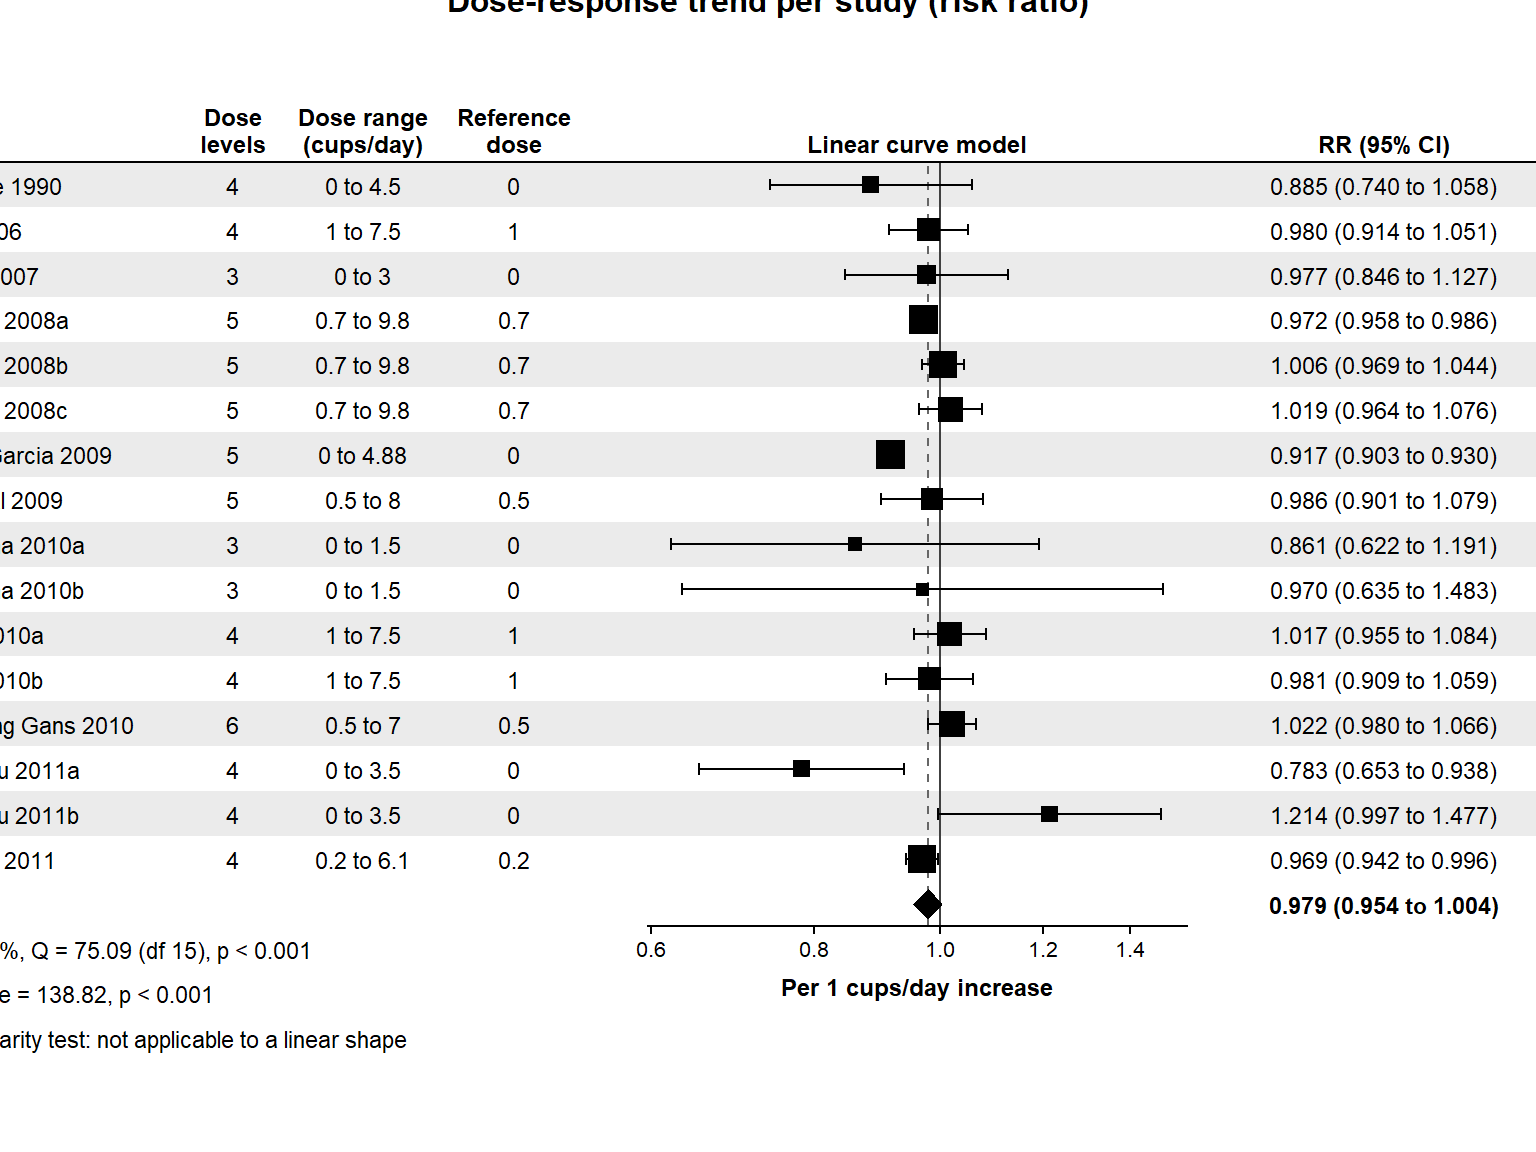 Dose-response trend per study (risk ratio)
Dose levels Dose range (cups/day) Reference dose Linear curve model RR (95% CI)
e 1990 4 0 to 4.5 0 0.885 (0.740 to 1.058)
06 4 1 to 7.5 1 0.980 (0.914 to 1.051)
007 3 0 to 3 0 0.977 (0.846 to 1.127)
2008a 5 0.7 to 9.8 0.7 0.972 (0.958 to 0.986)
2008b 5 0.7 to 9.8 0.7 1.006 (0.969 to 1.044)
2008c 5 0.7 to 9.8 0.7 1.019 (0.964 to 1.076)
Garcia 2009 5 0 to 4.88 0 0.917 (0.903 to 0.930)
l 2009 5 0.5 to 8 0.5 0.986 (0.901 to 1.079)
a 2010a 3 0 to 1.5 0 0.861 (0.622 to 1.191)
a 2010b 3 0 to 1.5 0 0.970 (0.635 to 1.483)
010a 4 1 to 7.5 1 1.017 (0.955 to 1.084)
010b 4 1 to 7.5 1 0.981 (0.909 to 1.059)
ng Gans 2010 6 0.5 to 7 0.5 1.022 (0.980 to 1.066)
u 2011a 4 0 to 3.5 0 0.783 (0.653 to 0.938)
u 2011b 4 0 to 3.5 0 1.214 (0.997 to 1.477)
2011 4 0.2 to 6.1 0.2 0.969 (0.942 to 0.996)
0.979 (0.954 to 1.004)
0.6 0.8 1.0 1.2 1.4
Per 1 cups/day increase
%, Q = 75.09 (df 15), p < 0.001
e = 138.82, p < 0.001
arity test: not applicable to a linear shape